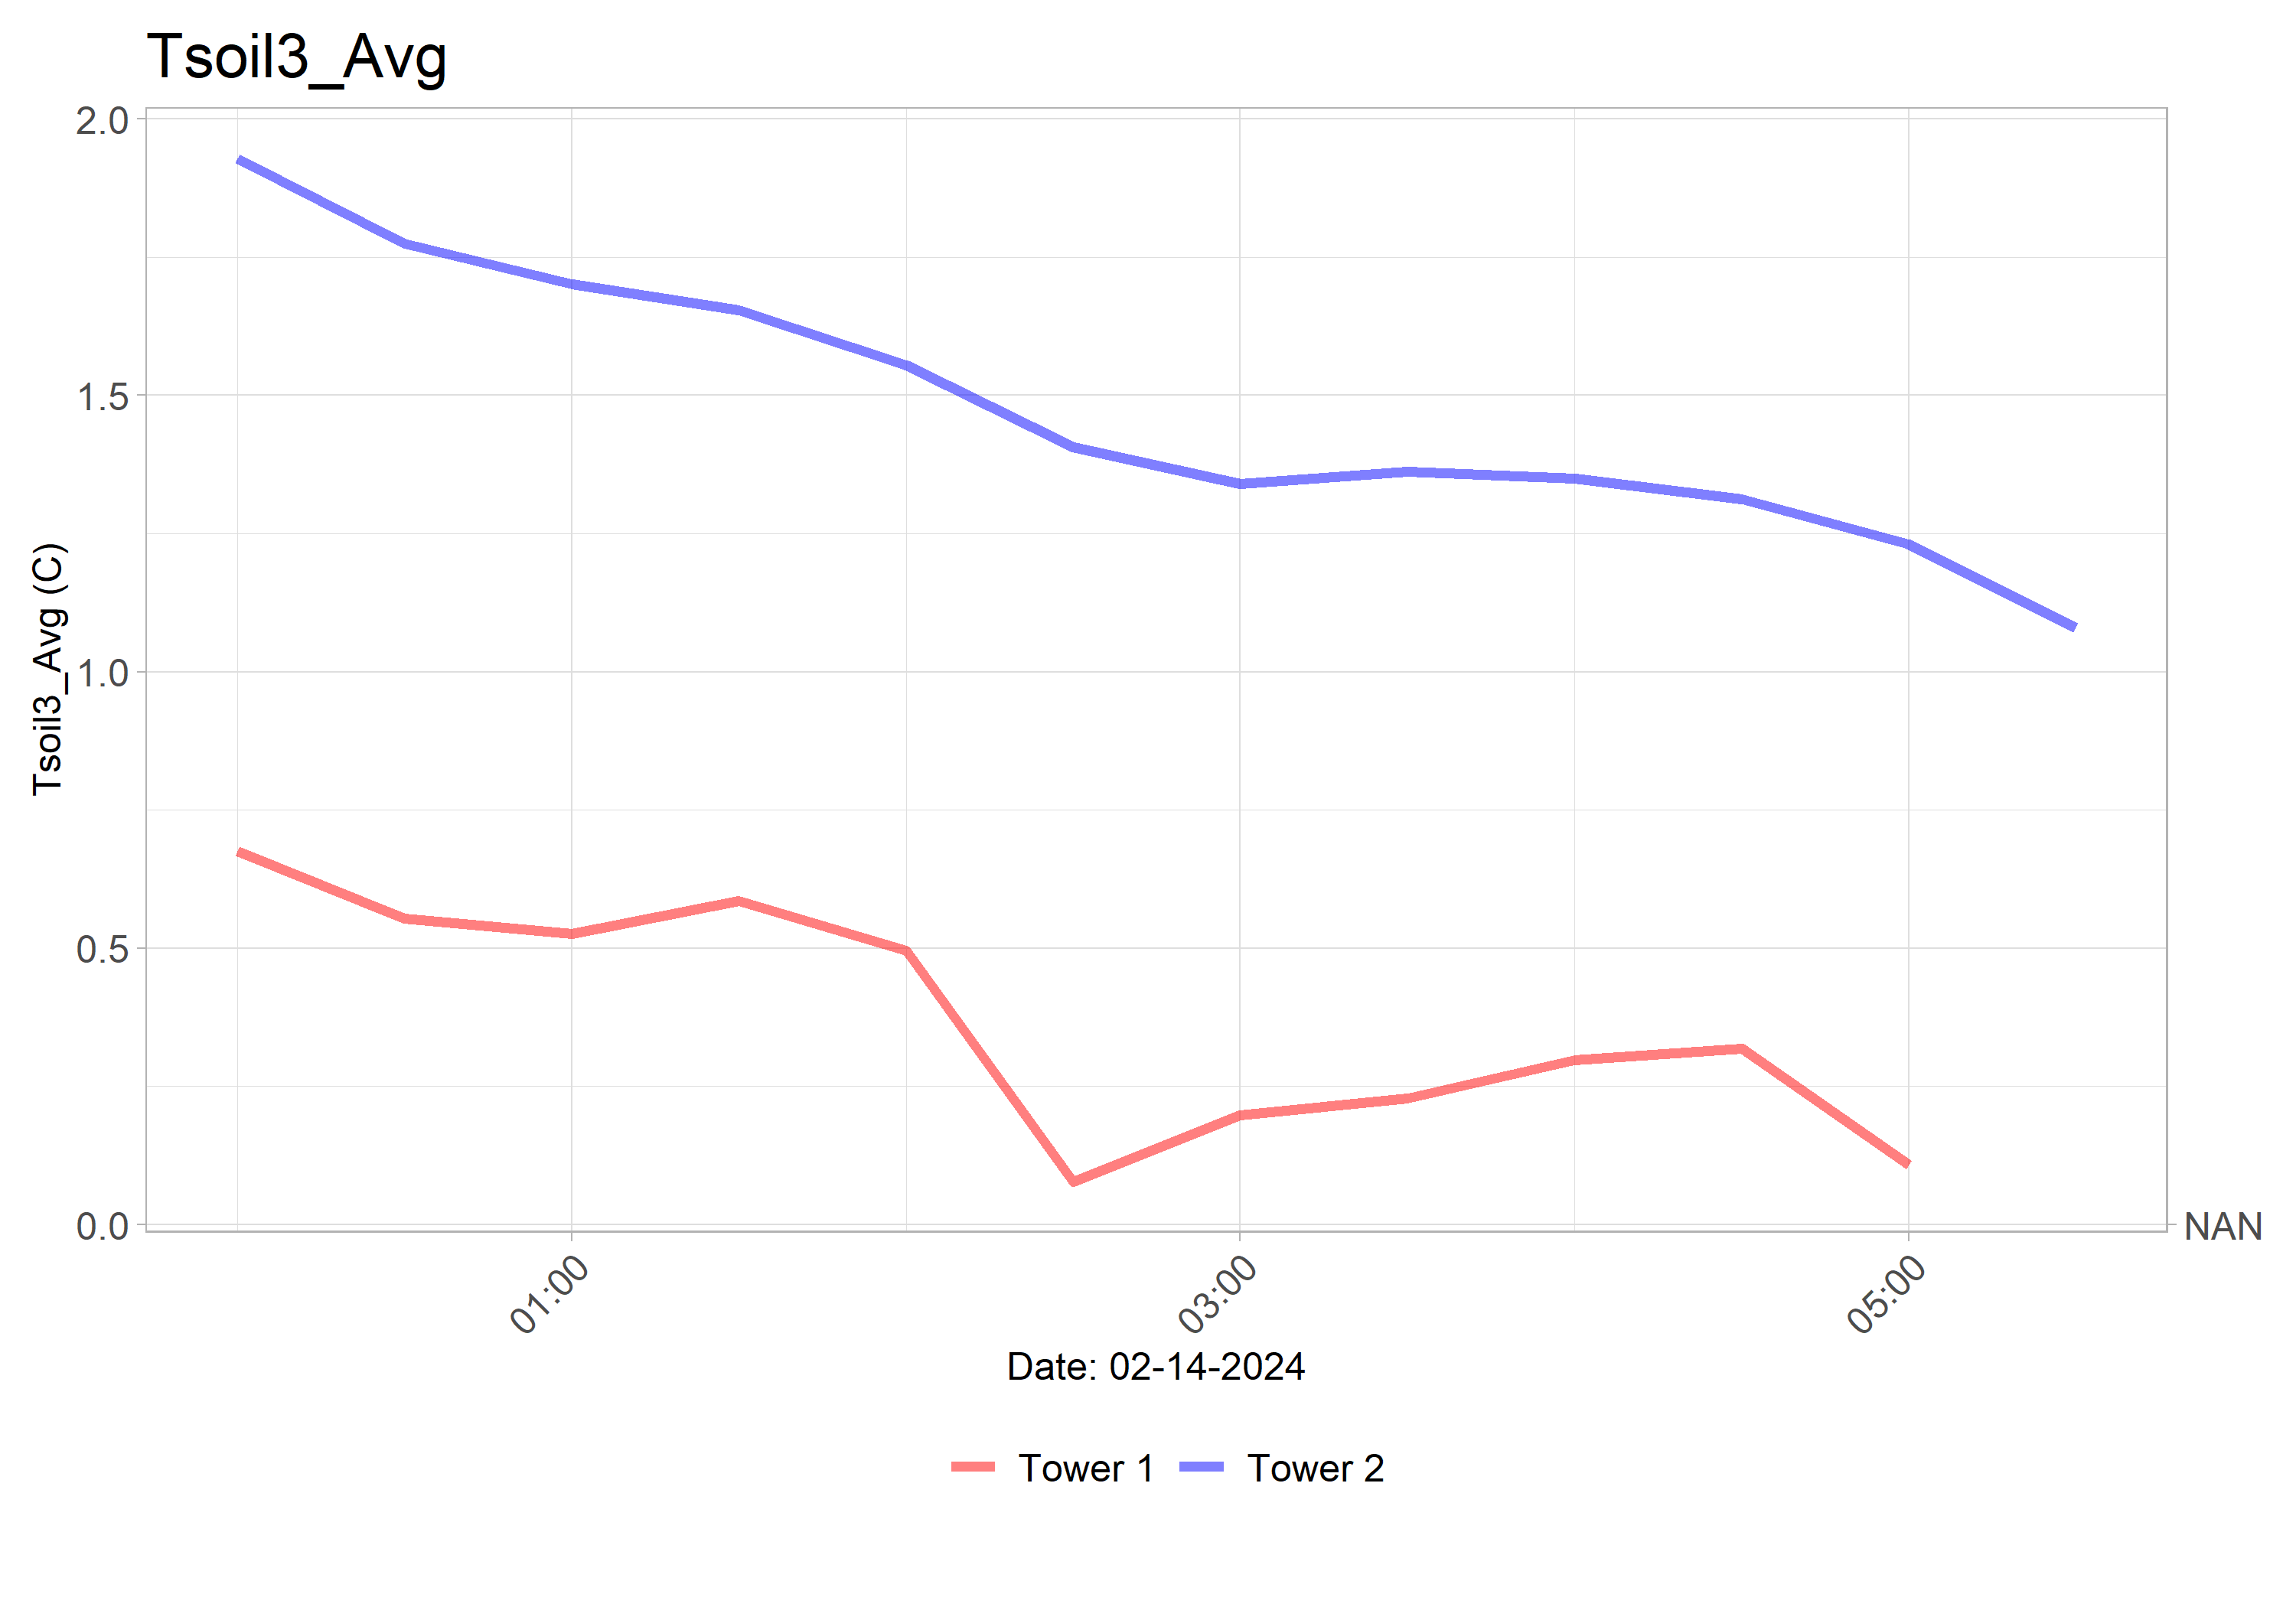 Tsoil3_Avg
Tsoil3_Avg (C)
2.0
1.5
1.0
0.5
0.0
NAN
01:00
03:00
05:00
Date: 02-14-2024
Tower 1
Tower 2